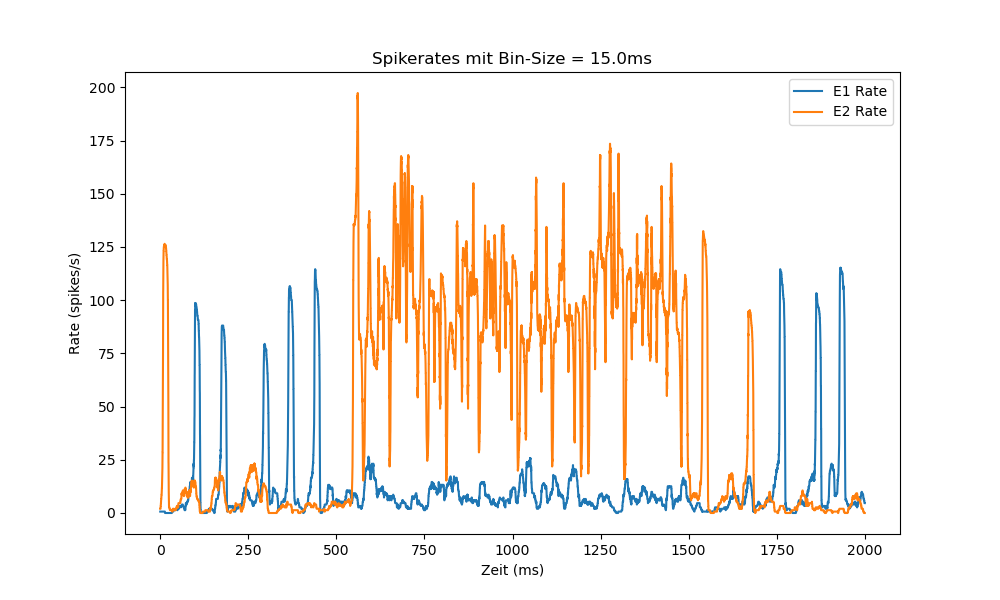 Spikerates mit Bin-Size = 15.0ms
E1 Rate
E2 Rate
200
175
150
125
100
75
50
25
0
Rate (spikes/s)
0 250 500 750 1000 1250 1500 1750 2000
Zeit (ms)